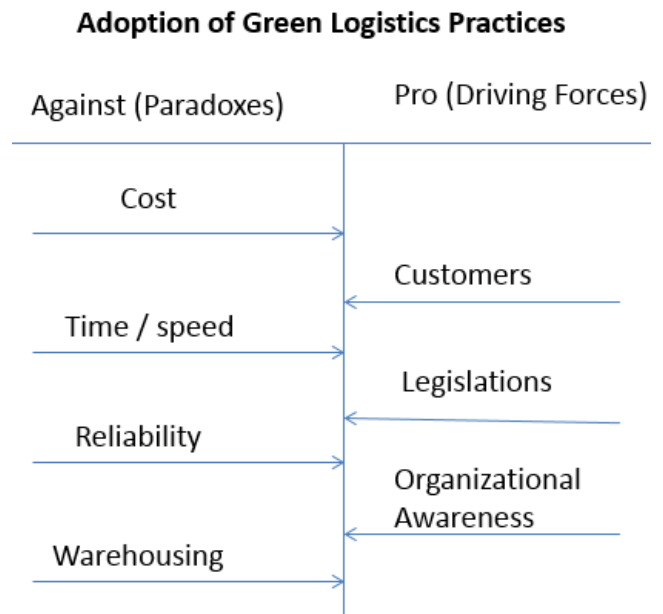 Adoption of Green Logistics Practices
Against (Paradoxes)
Pro (Driving Forces)
Cost
Customers
Time / speed
Legislations
Reliability
Organizational
Awareness
Warehousing